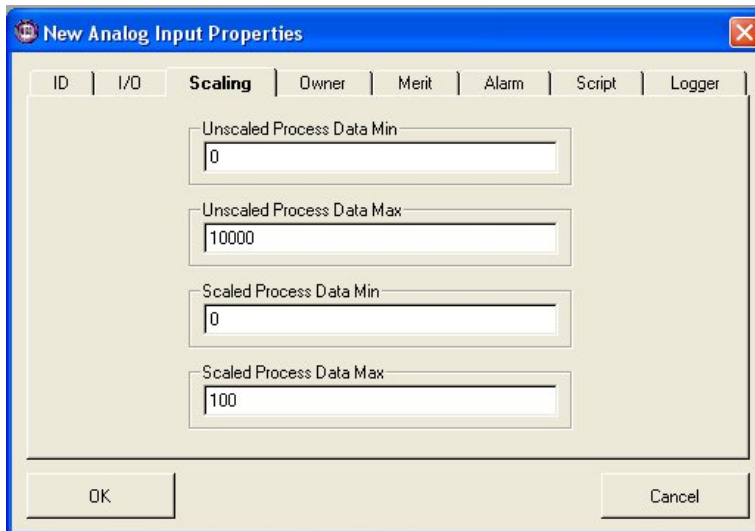 New Analog Input Properties
ID I/O Scaling Owner Merit Alarm Script Logger
Unscaled Process Data Min
0
Unscaled Process Data Max
10000
Scaled Process Data Min
0
Scaled Process Data Max
100
OK Cancel